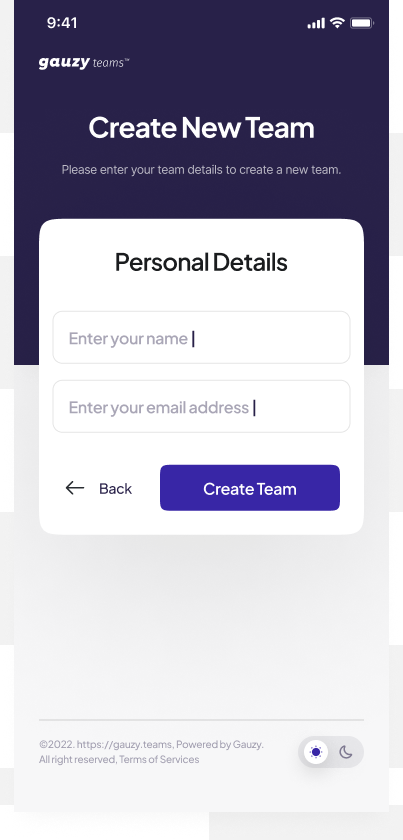 9:41
gauzy teams™
Create New Team
Please enter your team details to create a new team.
Personal Details
Enter your name
Enter your email address
Back
Create Team
©2022. https://gauzy.teams, Powered by Gauzy.
All right reserved, Terms of Services